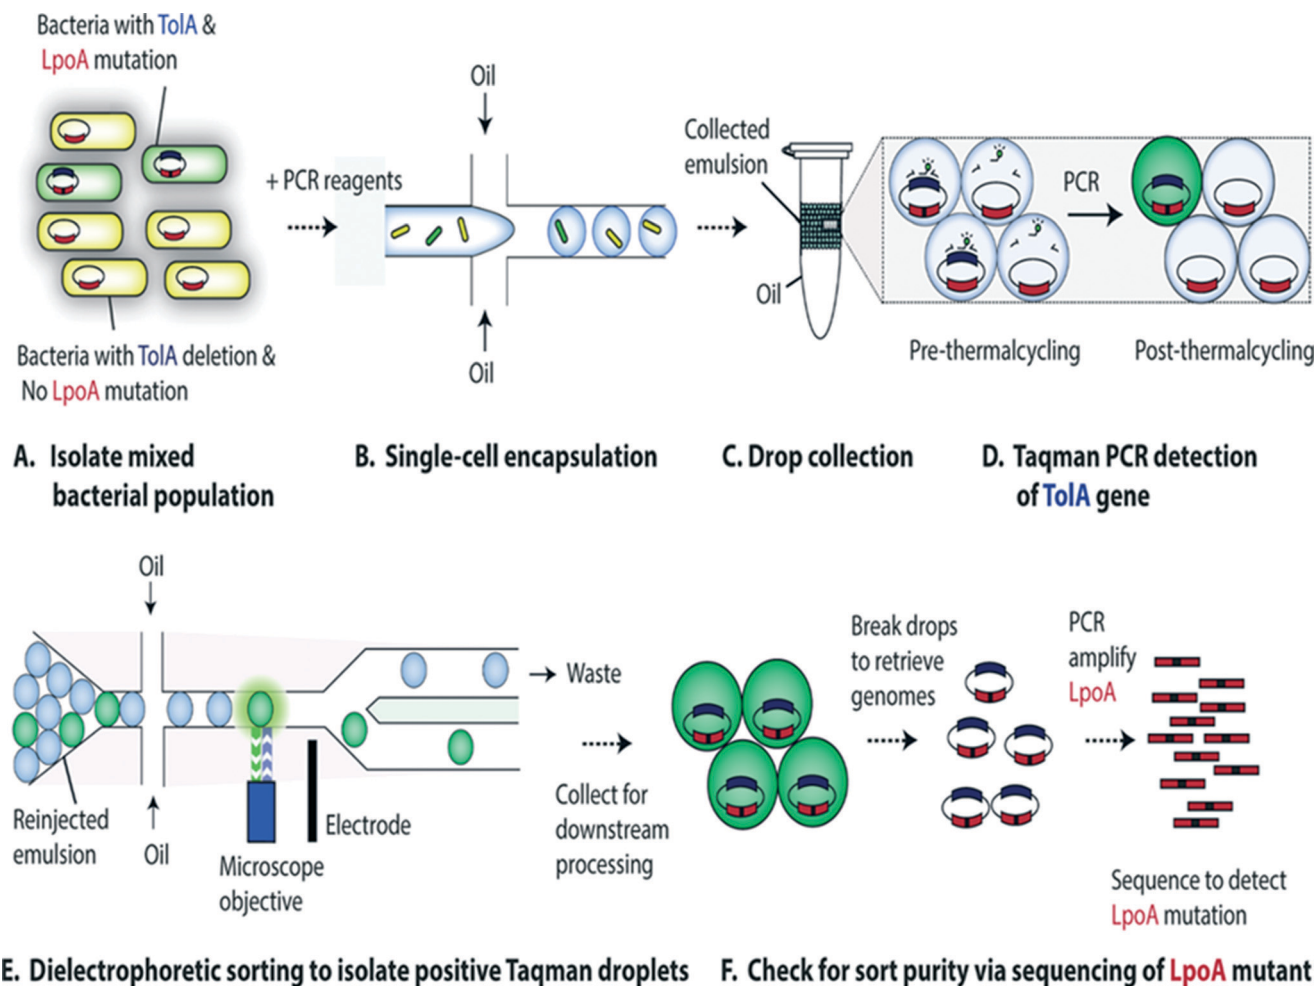 Bacteria with TolA &
LpoA mutation
+ PCR reagents
Bacteria with TolA deletion &
No LpoA mutation
Oil
Oil
Collected
emulsion
Oil
PCR
Pre-thermalcycling
Post-thermalcycling
A. Isolate mixed
bacterial population
B. Single-cell encapsulation
C. Drop collection
D. Taqman PCR detection
of TolA gene
Oil
Reinjected
emulsion
Oil
Microscope
objective
Electrode
Waste
Collect for
downstream
processing
Break drops
to retrieve
genomes
PCR
amplify
LpoA
Sequence to detect
LpoA mutation
E. Dielectrophoretic sorting to isolate positive Taqman droplets
F. Check for sort purity via sequencing of LpoA mutant